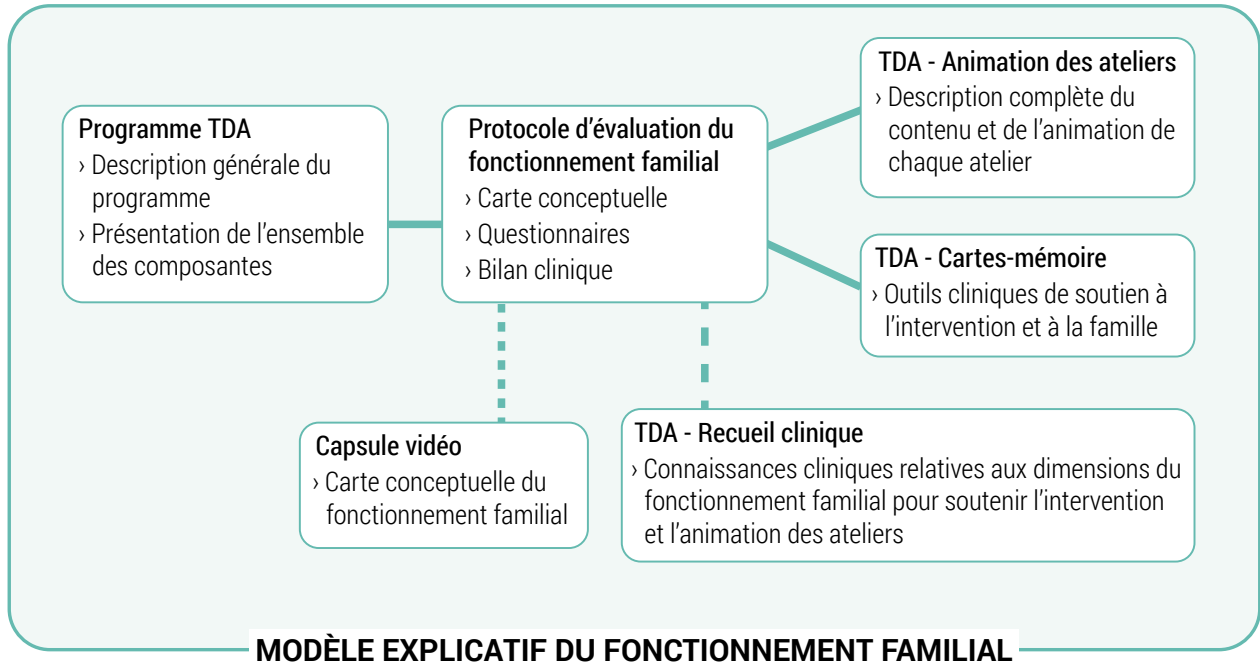 Programme TDA
› Description générale du
programme
› Présentation de l'ensemble
des composantes
Protocole d'évaluation du
fonctionnement familial
› Carte conceptuelle
› Questionnaires
› Bilan clinique
TDA - Animation des ateliers
› Description complète du
contenu et de l'animation de
chaque atelier
TDA - Cartes-mémoire
› Outils cliniques de soutien à
l'intervention et à la famille
Capsule vidéo
› Carte conceptuelle du
fonctionnement familial
TDA - Recueil clinique
› Connaissances cliniques relatives aux dimensions du
fonctionnement familial pour soutenir l'intervention
et l'animation des ateliers
MODÈLE EXPLICATIF DU FONCTIONNEMENT FAMILIAL